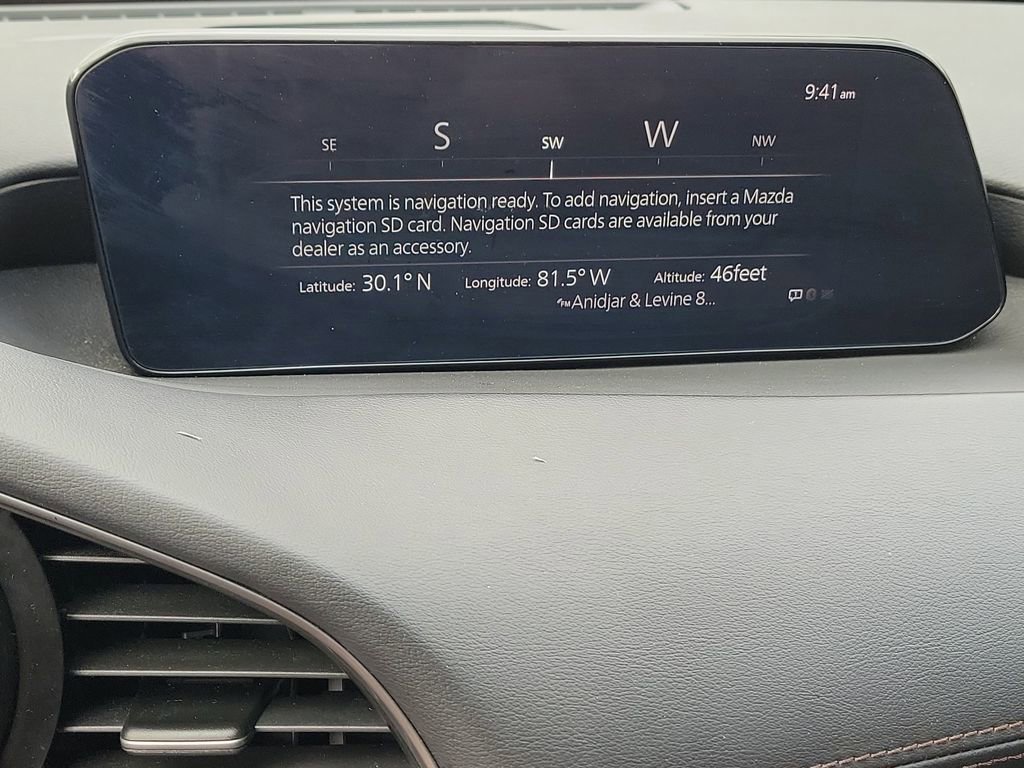 9:41am
SE S SW W NW
This system is navigation ready. To add navigation, insert a Mazda
navigation SD card. Navigation SD cards are available from your
dealer as an accessory.
Latitude: 30.1° N Longitude: 81.5° W Altitude: 46feet
FM Anidjar & Levine 8...